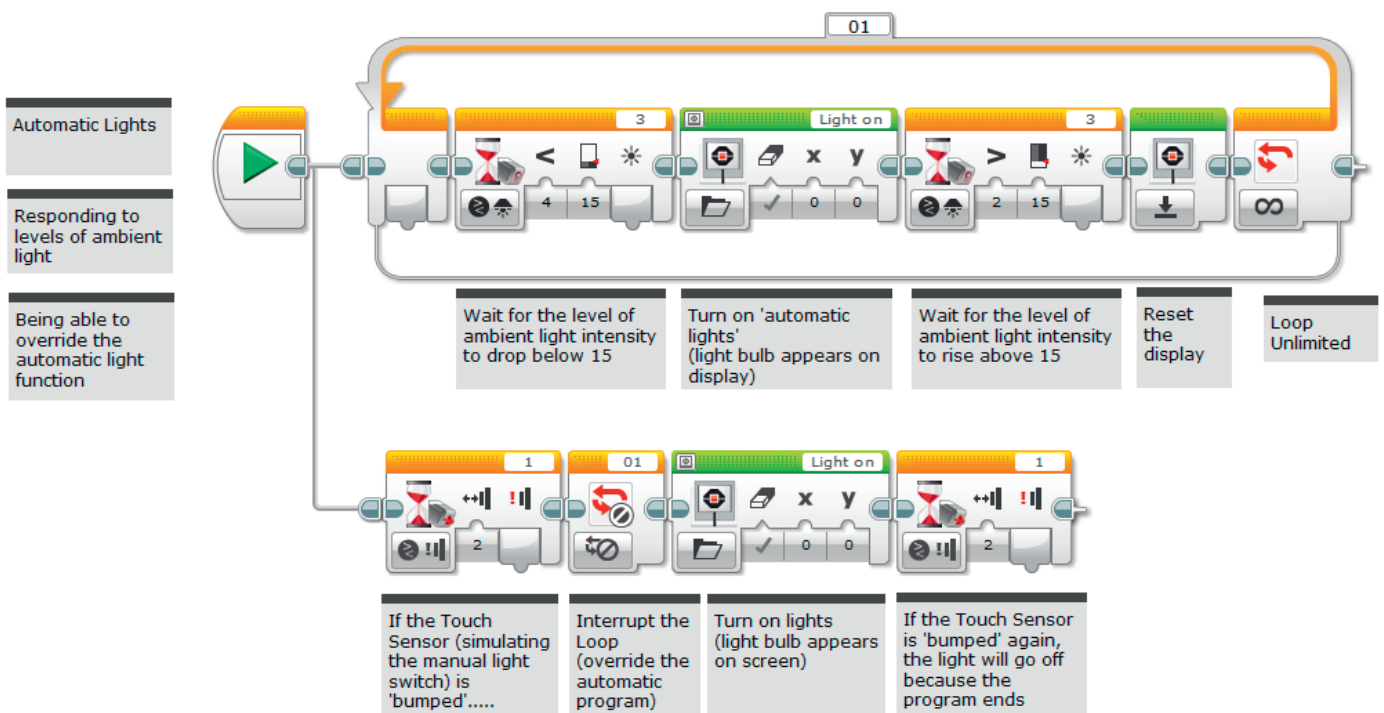 01
Automatic Lights
Responding to
levels of ambient
light
Being able to
override the
automatic light
function
3
< 
4 15
Light on
x y
0 0
3
>
2 15
∞
Wait for the level of
ambient light intensity
to drop below 15
Turn on 'automatic
lights'
(light bulb appears on
display)
Wait for the level of
ambient light intensity
to rise above 15
Reset
the
display
Loop
Unlimited
1
2
01
Light on
x y
0 0
1
2
If the Touch
Sensor (simulating
the manual light
switch) is
'bumped'.....
Interrupt the
Loop
(override the
automatic
program)
Turn on lights
(light bulb appears
on screen)
If the Touch Sensor
is 'bumped' again,
the light will go off
because the
program ends